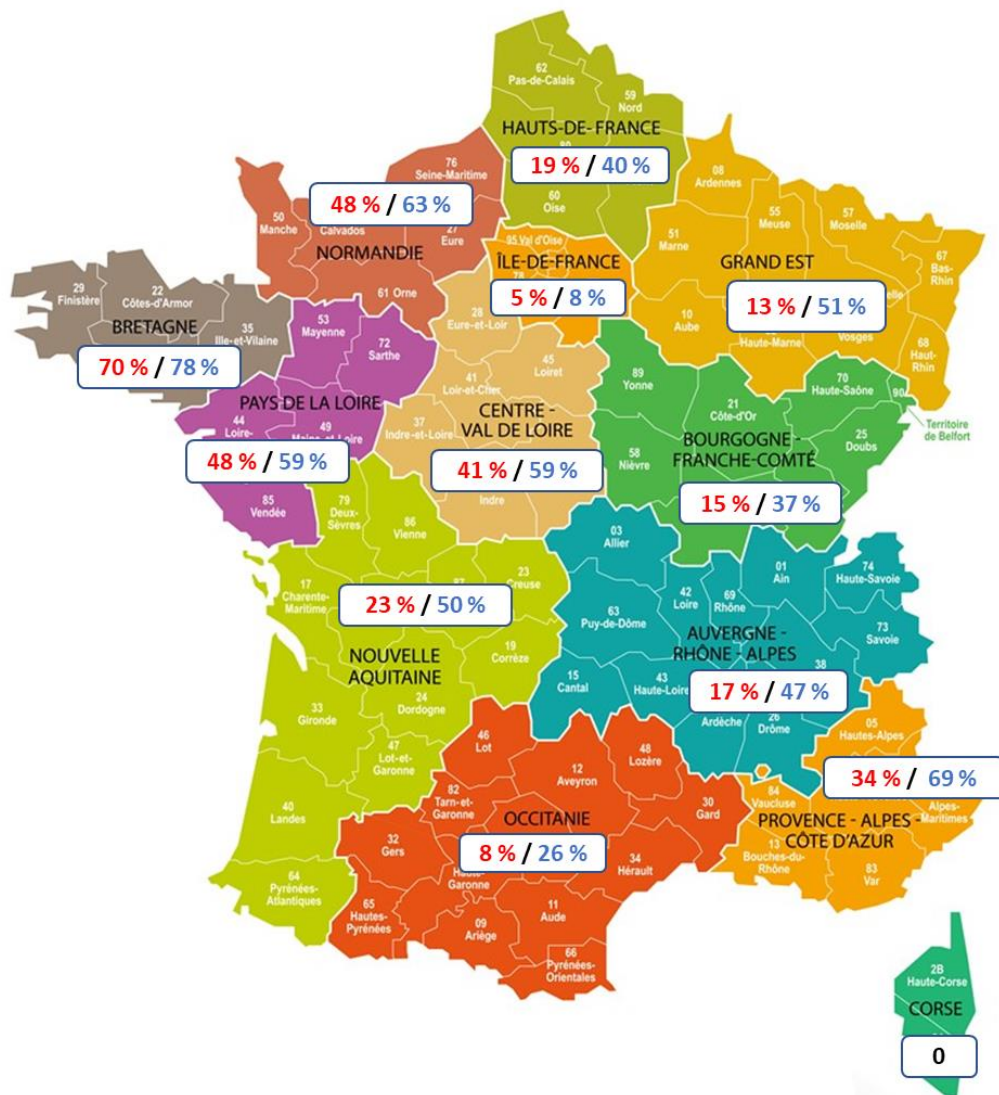 62
Pas-de-Calais
59
Nord
HAUTS-DE-FRANCE
80
19 % / 40 %
60
Oise
76
Seine-Maritime
48 % / 63 %
50
Manche
Calvados
27
Eure
NORMANDIE
61 Orne
08
Ardennes
51
Marne
55
Meuse
57
Moselle
67
Bas-
Rhin
GRAND EST
13 % / 51 %
10
Aube
Haute-Marne
Vosges
68
Haut-
Rhin
95 Val d'Oise
ÎLE-DE-FRANCE
78
5 % / 8 %
29
Finistère
22
Côtes-d'Armor
BRETAGNE
35
Ille-et-Vilaine
70 % / 78 %
53
Mayenne
72
Sarthe
PAYS DE LA LOIRE
44
Loire-
49
Maine-et-Loire
48 % / 59 %
85
Vendée
28
Eure-et-Loir
45
Loiret
41
Loir-et-Cher
37
Indre-et-Loire
CENTRE -
VAL DE LOIRE
41 % / 59 %
Indre
89
Yonne
21
Côte-d'Or
70
Haute-Saône
90
Territoire
de Belfort
25
Doubs
58
Nièvre
BOURGOGNE -
FRANCHE-COMTÉ
15 % / 37 %
79
Deux-
Sèvres
86
Vienne
17
Charente-
Maritime
87
23
Creuse
23 % / 50 %
19
Corrèze
NOUVELLE
AQUITAINE
24
Dordogne
33
Gironde
47
Lot-et-
Garonne
40
Landes
64
Pyrénées-
Atlantiques
03
Allier
01
Ain
74
Haute-Savoie
42
Loire
69
Rhône
63
Puy-de-Dôme
73
Savoie
AUVERGNE -
RHÔNE - ALPES
38
15
Cantal
43
Haute-Loire
17 % / 47 %
Ardèche
26
Drôme
46
Lot
48
Lozère
12
Aveyron
82
Tarn-et-
Garonne
30
Gard
OCCITANIE
32
Gers
8 % / 26 %
34
Hérault
Haute-
Garonne
65
Hautes-
Pyrénées
11
Aude
09
Ariège
66
Pyrénées-
Orientales
05
Hautes-Alpes
34 % / 69 %
84
Vaucluse
Alpes-
Maritimes
PROVENCE - ALPES -
CÔTE D'AZUR
13
Bouches-du-
Rhône
83
Var
2B
Haute-Corse
CORSE
0